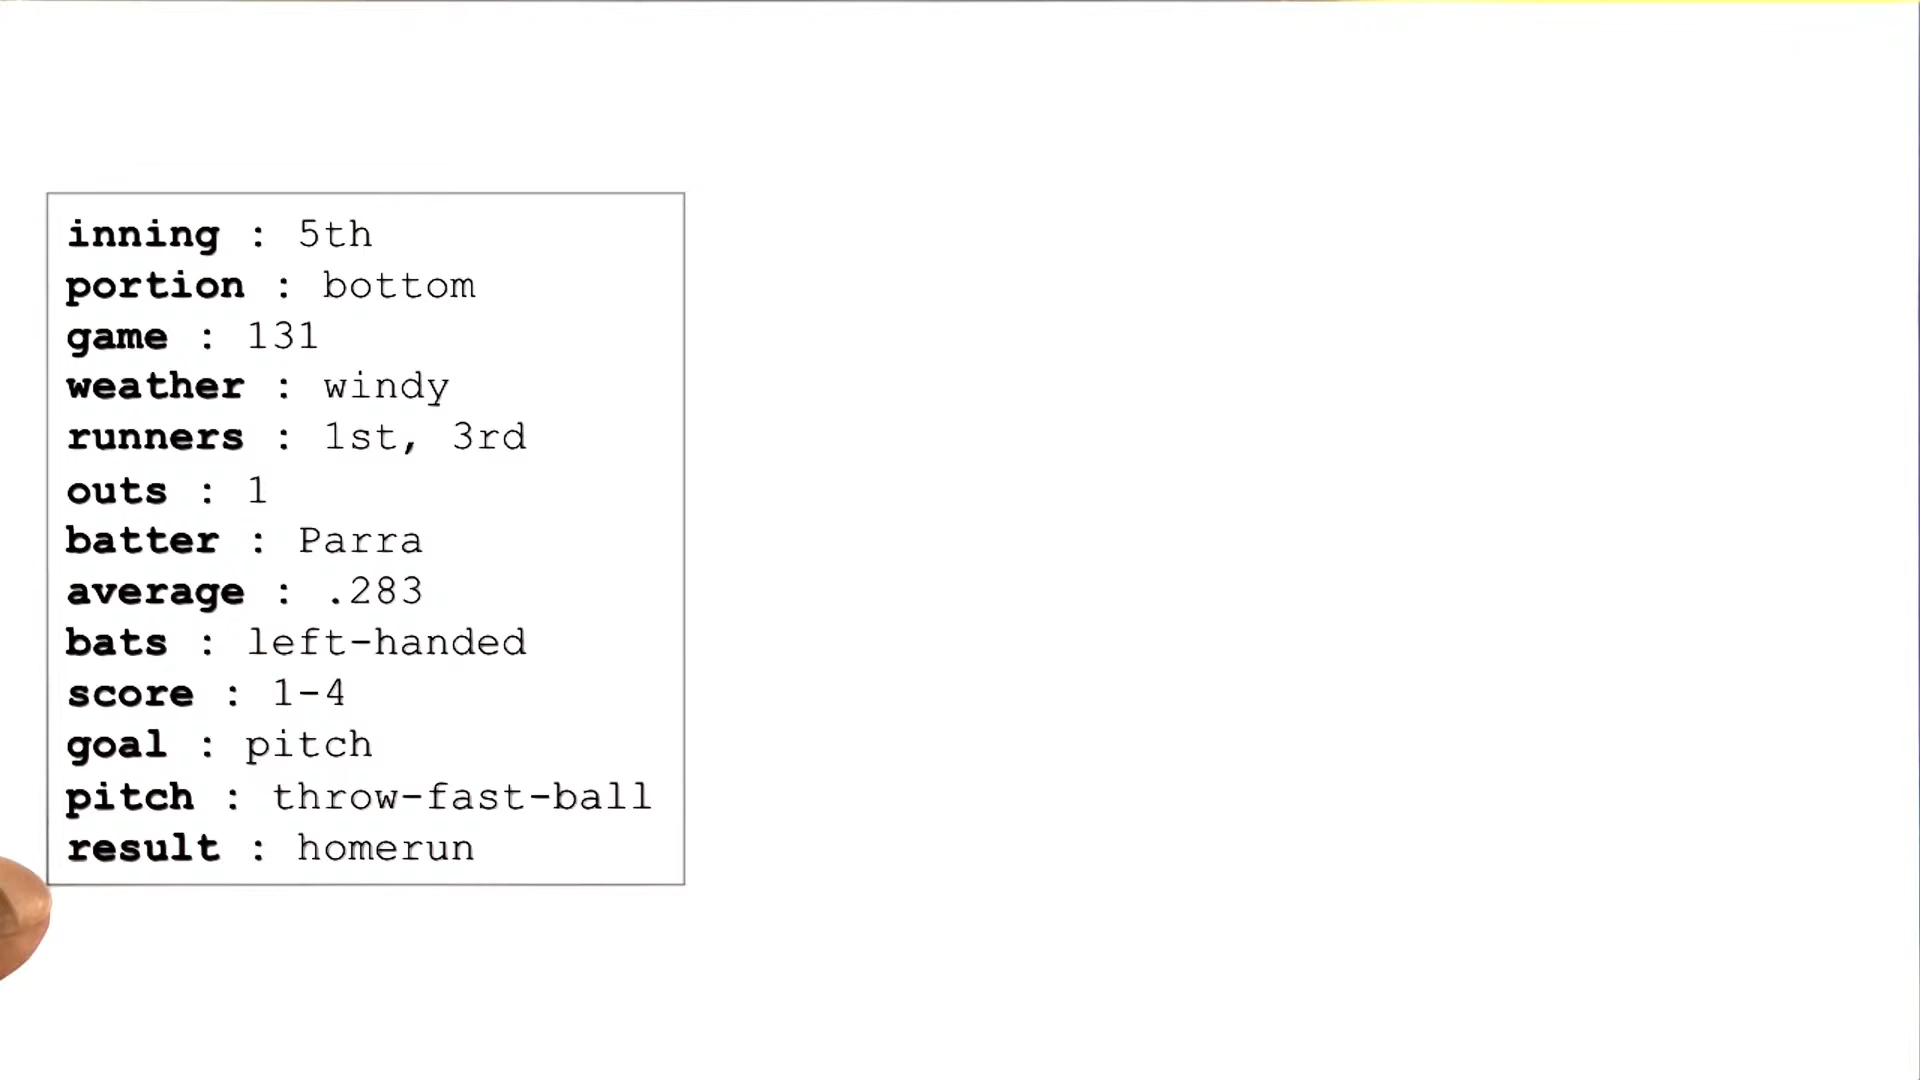 inning : 5th
portion : bottom
game : 131
weather : windy
runners : 1st, 3rd
outs : 1
batter : Parra
average : .283
bats : left-handed
score : 1-4
goal : pitch
pitch : throw-fast-ball
result : homerun